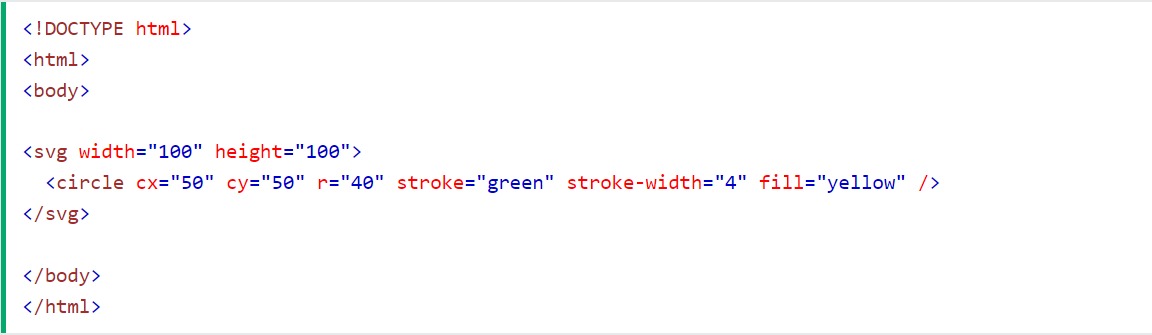 <!DOCTYPE html>
<html>
<body>
<svg width="100" height="100">
<circle cx="50" cy="50" r="40" stroke="green" stroke-width="4" fill="yellow" />
</svg>
</body>
</html>